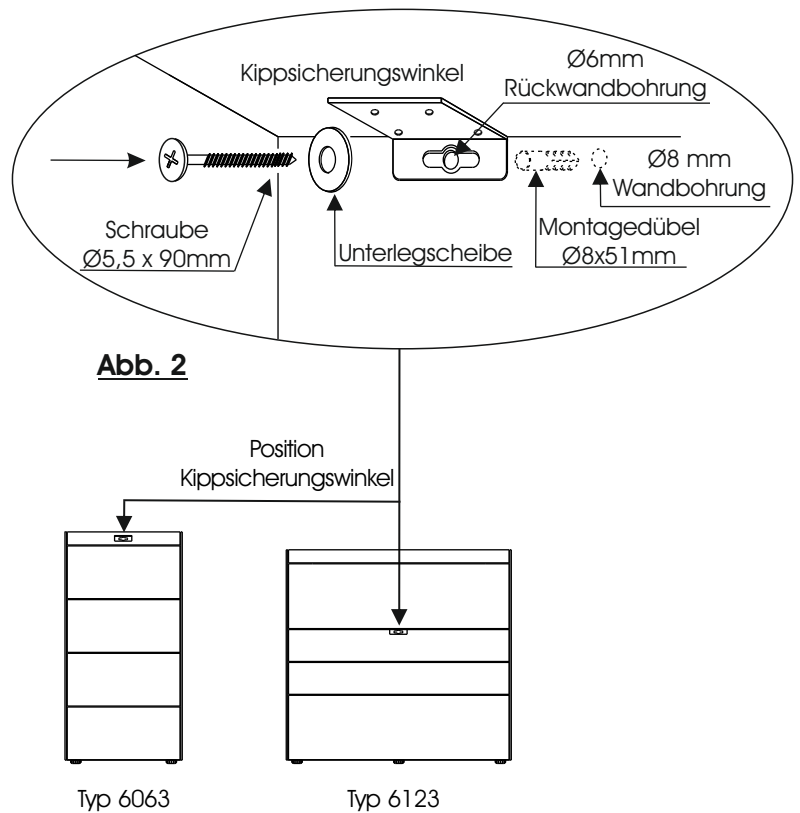 Kippsicherungswinkel
Ø6mm
Rückwandbohrung
Ø8 mm
Wandbohrung
Schraube
Ø5,5 x 90mm
Unterlegscheibe
Montagedübel
Ø8x51mm
Abb. 2
Position
Kippsicherungswinkel
Typ 6063
Typ 6123